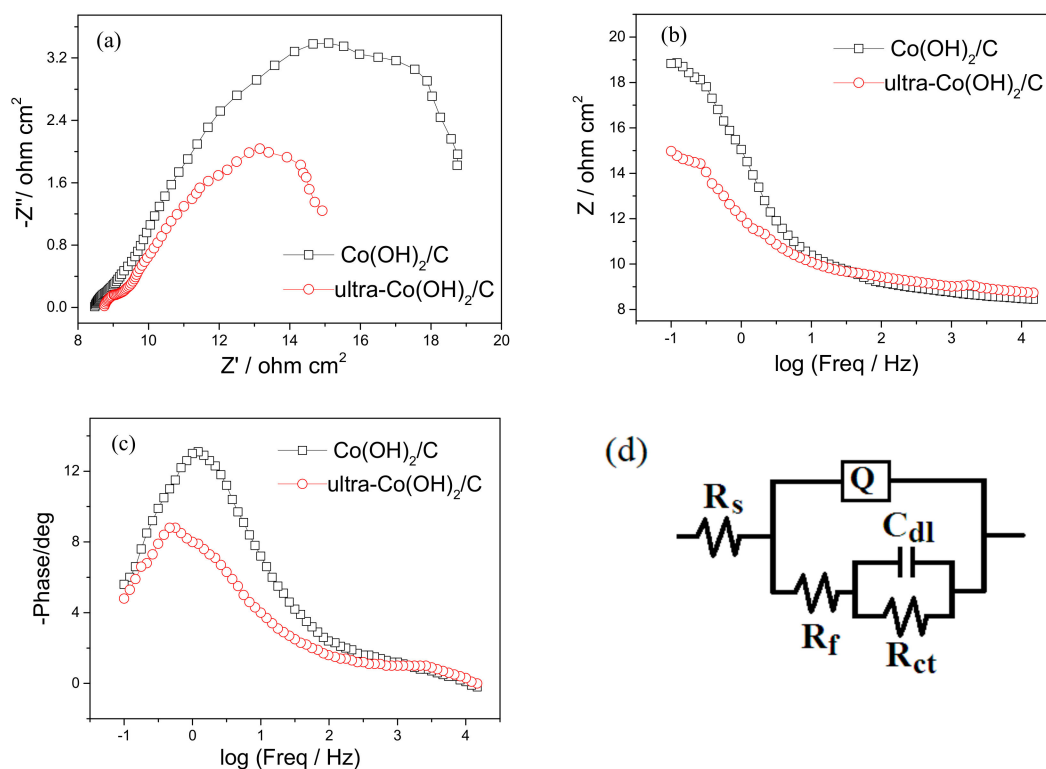 (a)
-Z"/ ohm cm²
3.2
2.4
1.6
0.8
0.0
8 10 12 14 16 18 20
Z' / ohm cm²
Co(OH)₂/C
ultra-Co(OH)₂/C
(b)
Z / ohm cm²
20
18
16
14
12
10
8
-1 0 1 2 3 4
log (Freq / Hz)
Co(OH)₂/C
ultra-Co(OH)₂/C
(c)
-Phase/deg
12
8
4
0
-1 0 1 2 3 4
log (Freq / Hz)
Co(OH)₂/C
ultra-Co(OH)₂/C
(d)
Rs
Q
Cdl
Rf
Rct